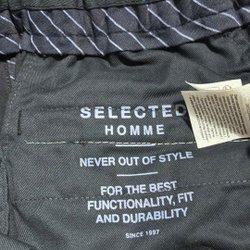 SELECTED
HOMME
NEVER OUT OF STYLE
FOR THE BEST
FUNCTIONALITY, FIT
AND DURABILITY
SINCE 1997